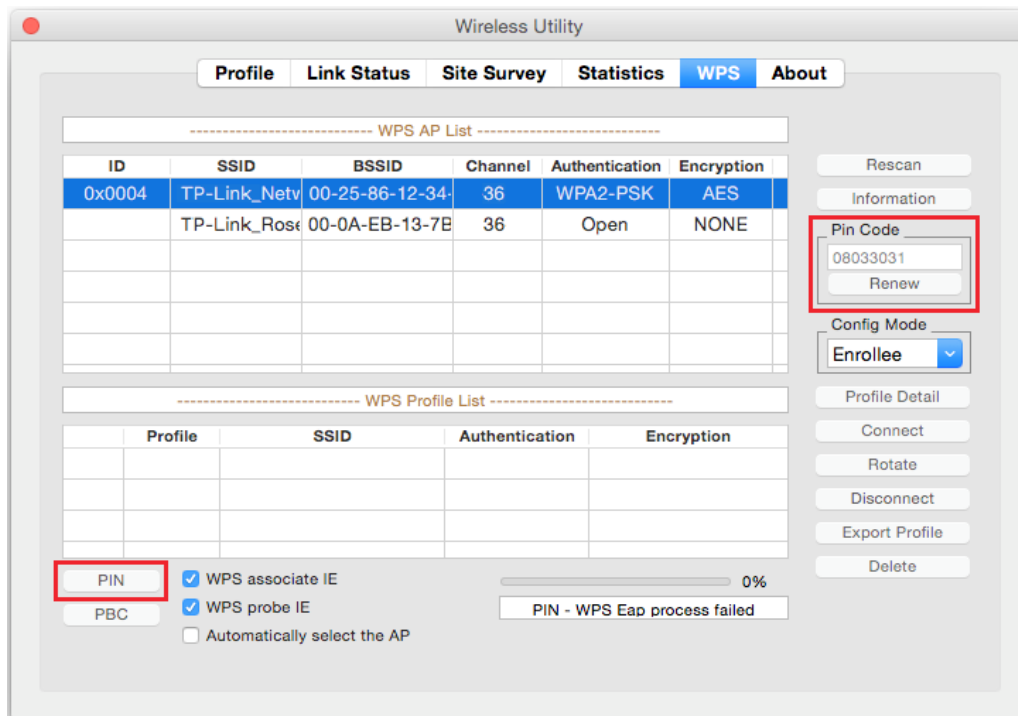 Wireless Utility
Profile Link Status Site Survey Statistics WPS About
---------------------------- WPS AP List ----------------------------
ID SSID BSSID Channel Authentication Encryption
0x0004 TP-Link_Netw 00-25-86-12-34- 36 WPA2-PSK AES
TP-Link_Rose 00-0A-EB-13-7B 36 Open NONE
Rescan
Information
Pin Code
08033031
Renew
Config Mode
Enrollee
---------------------------- WPS Profile List ----------------------------
Profile SSID Authentication Encryption
Profile Detail
Connect
Rotate
Disconnect
Export Profile
Delete
PIN
PBC
WPS associate IE
WPS probe IE
Automatically select the AP
0%
PIN - WPS Eap process failed